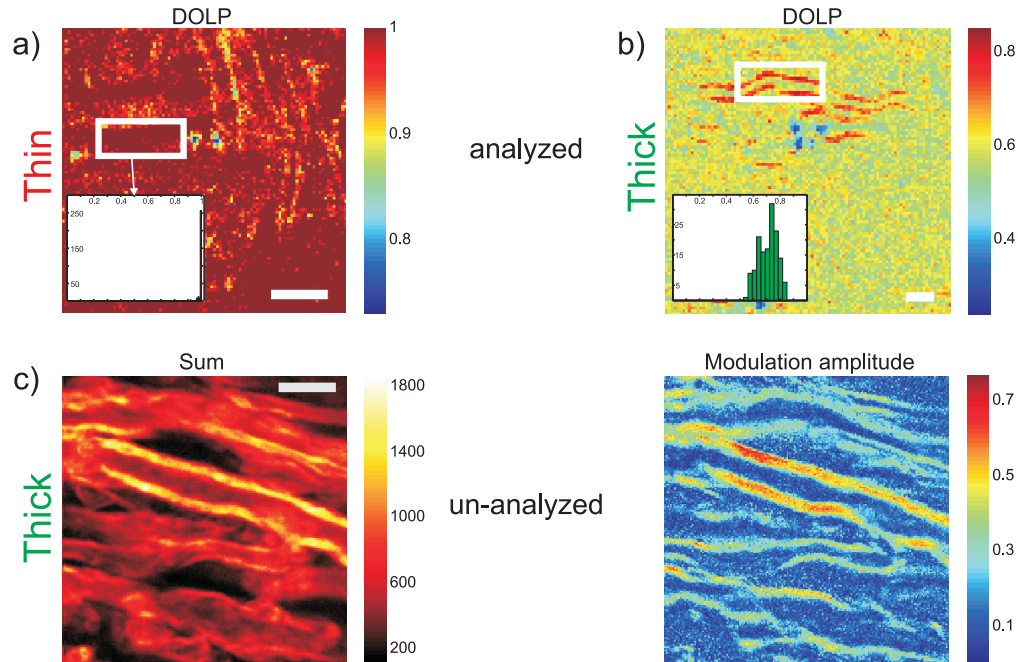 DOLP
a)
Thin
1
0.9
0.8
0.2 0.4 0.6 0.8 1
250
150
50
analyzed
DOLP
b)
Thick
0.8
0.6
0.4
0.2 0.4 0.6 0.8
25
15
5
Sum
c)
Thick
1800
1400
1000
600
200
un-analyzed
Modulation amplitude
0.7
0.5
0.3
0.1